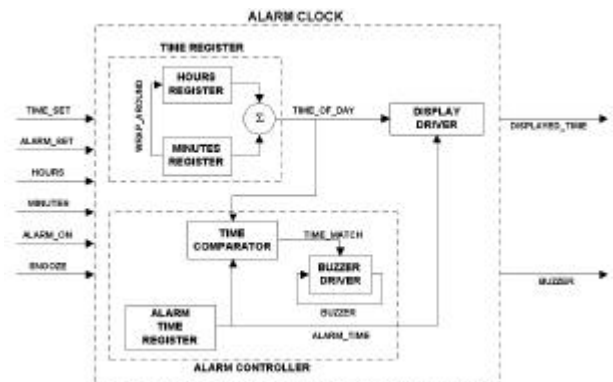 ALARM CLOCK
TIME REGISTER
HOURS
REGISTER
WRAP_AROUND
Σ
TIME_OF_DAY
MINUTES
REGISTER
DISPLAY
DRIVER
DISPLAYED_TIME
TIME_SET
ALARM_SET
HOURS
MINUTES
ALARM_ON
SNOOZE
TIME
COMPARATOR
TIME_MATCH
BUZZER
DRIVER
BUZZER
BUZZER
ALARM
TIME
REGISTER
ALARM_TIME
ALARM CONTROLLER